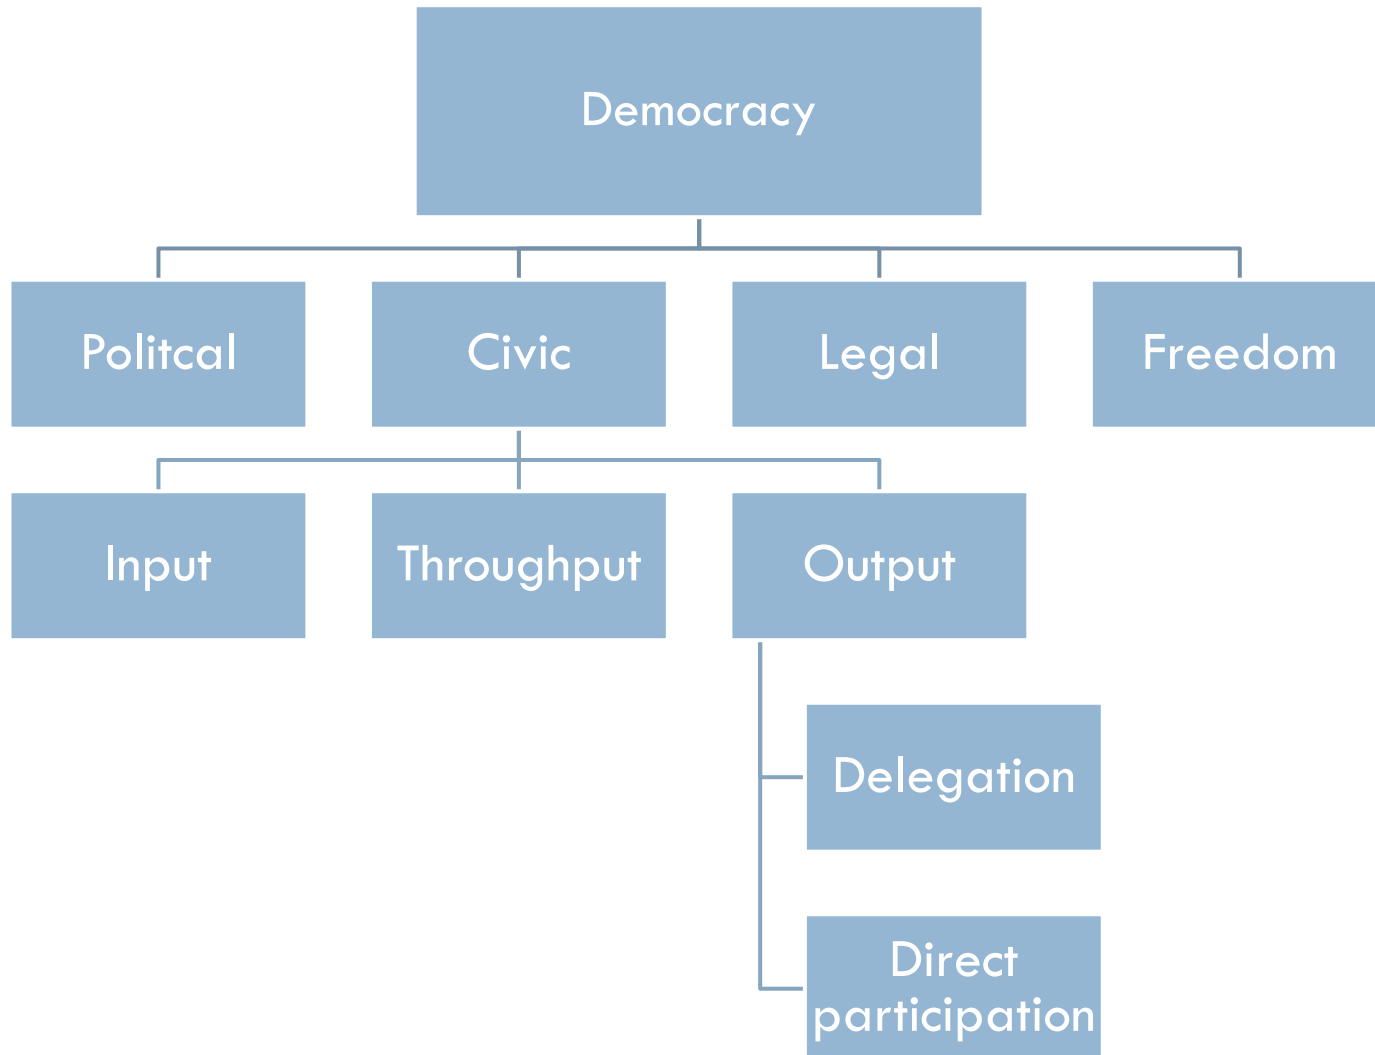 Democracy
Politcal
Civic
Legal
Freedom
Input
Throughput
Output
Delegation
Direct
participation